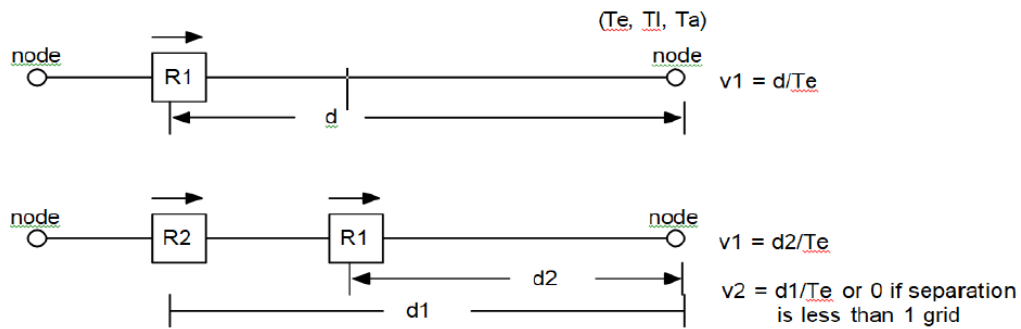 (Te, Tl, Ta)
node
node
R1
v1 = d/Te
d
node
node
R2
R1
v1 = d2/Te
d2
v2 = d1/Te or 0 if separation
is less than 1 grid
d1